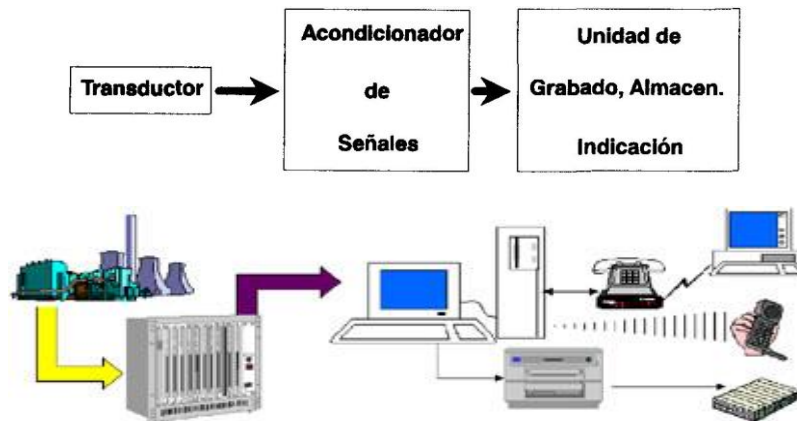 Transductor
Acondicionador
de
Señales
Unidad de
Grabado, Almacen.
Indicación